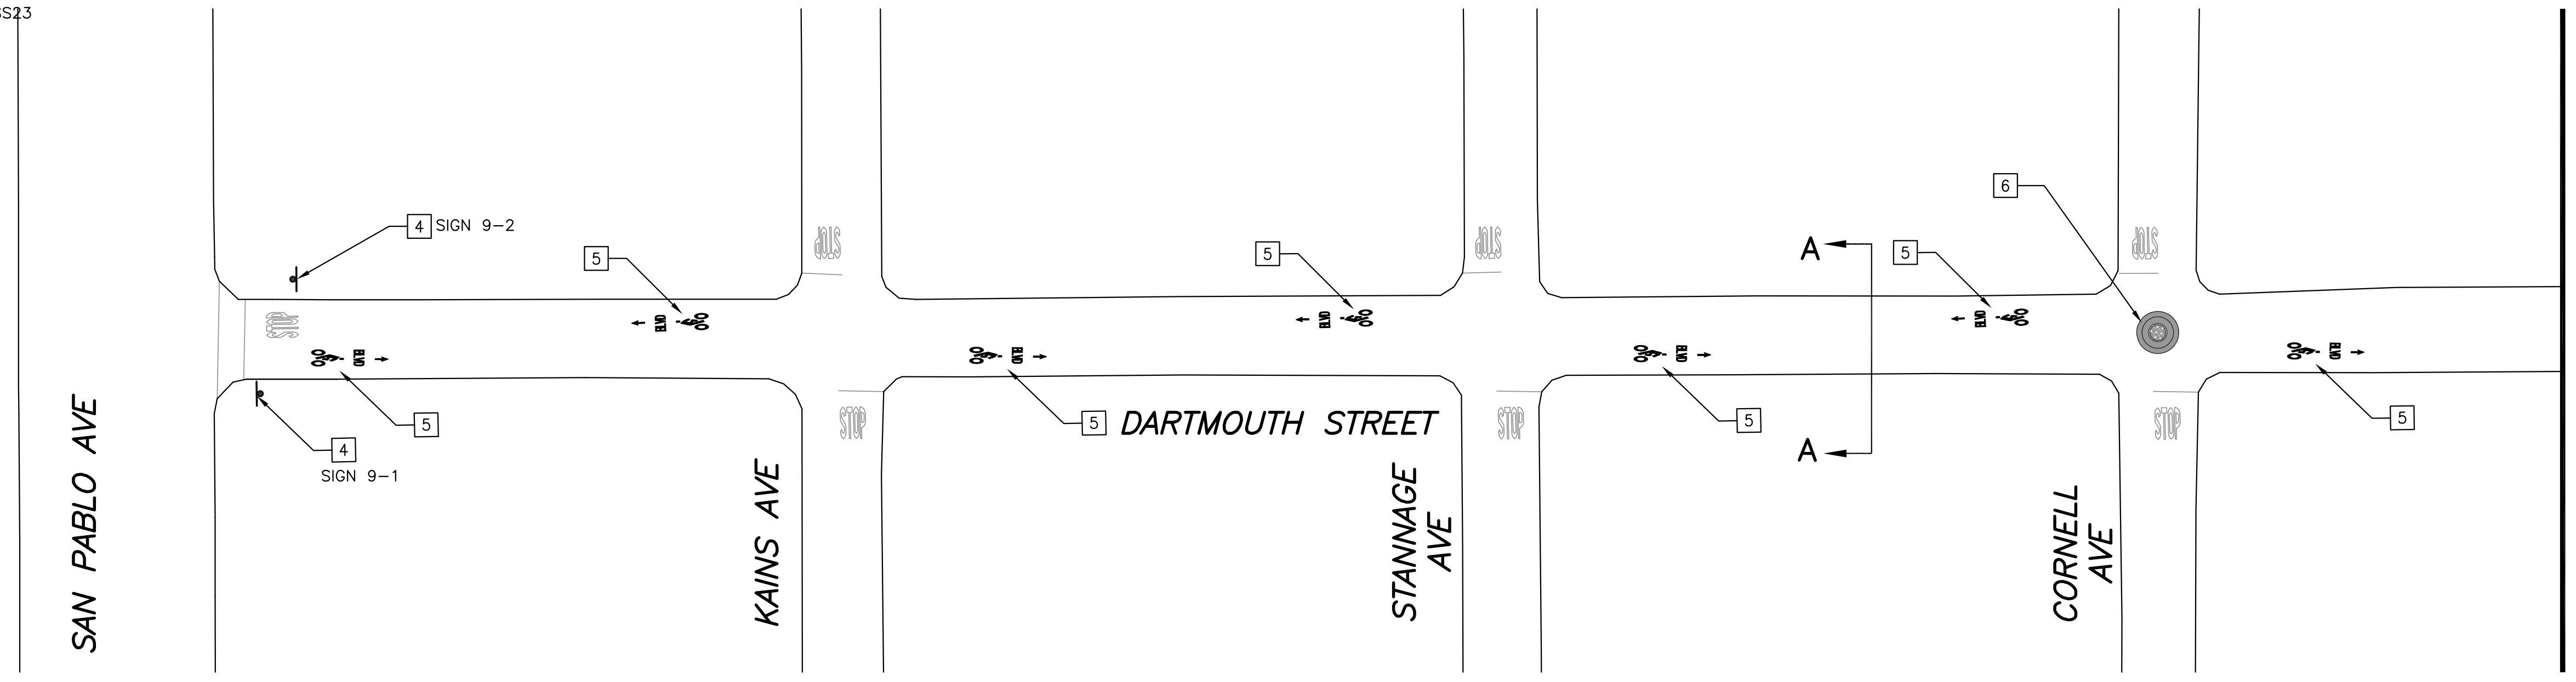 SS23
6
STOP
STOP
STOP
4 SIGN 9-2
5
5
5
A
STOP
BLVD
BLVD
BLVD
BLVD
BLVD
BLVD
BLVD
5
4
SIGN 9-1
5
5
5
STOP
STOP
STOP
DARTMOUTH STREET
A
SAN PABLO AVE
KAINS AVE
STANNAGE
AVE
CORNELL
AVE